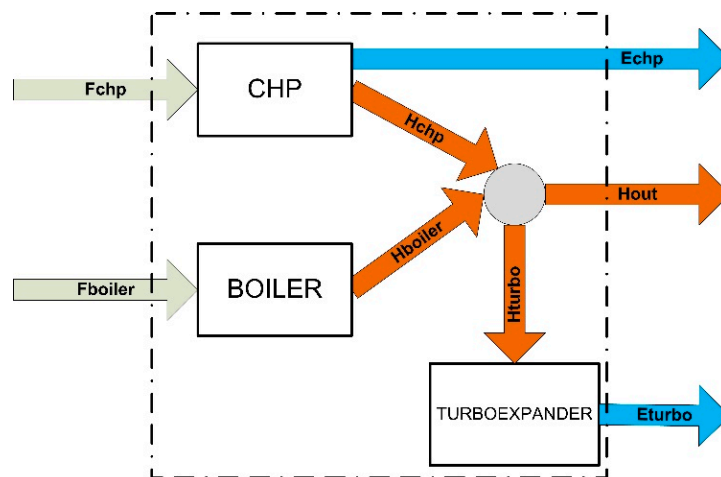 Echp
Fchp
CHP
Hchp
Hout
Hboiler
Fboiler
BOILER
Hturbo
TURBOEXPANDER
Eturbo